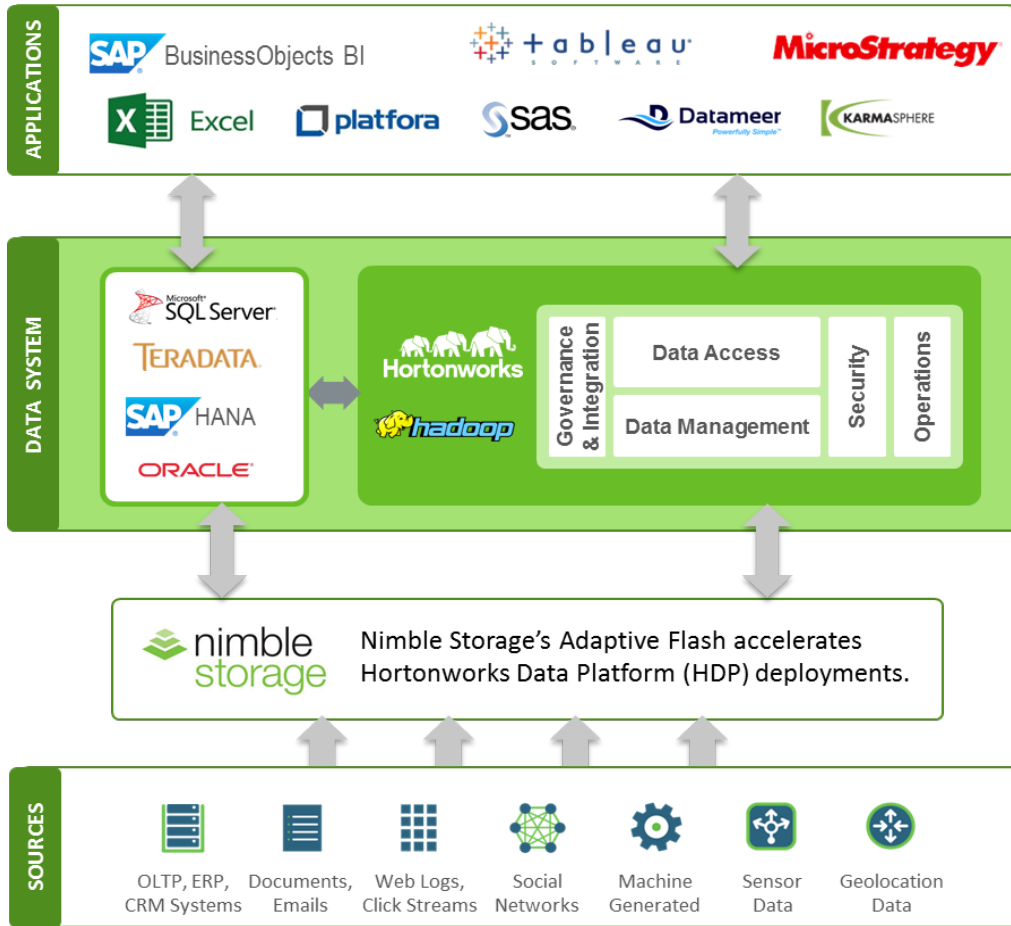 APPLICATIONS
SAP BusinessObjects BI
+ a b l e a u
S O F T W A R E
MicroStrategy
X Excel
platfora
sas
Datameer
Powerfully Simple™
KARMASPHERE
DATA SYSTEM
Microsoft®
SQL Server
TERADATA
SAP HANA
ORACLE
Hortonworks
hadoop
Governance
& Integration
Data Access
Data Management
Security
Operations
nimble
storage
Nimble Storage’s Adaptive Flash accelerates
Hortonworks Data Platform (HDP) deployments.
SOURCES
OLTP, ERP,
CRM Systems
Documents,
Emails
Web Logs,
Click Streams
Social
Networks
Machine
Generated
Sensor
Data
Geolocation
Data